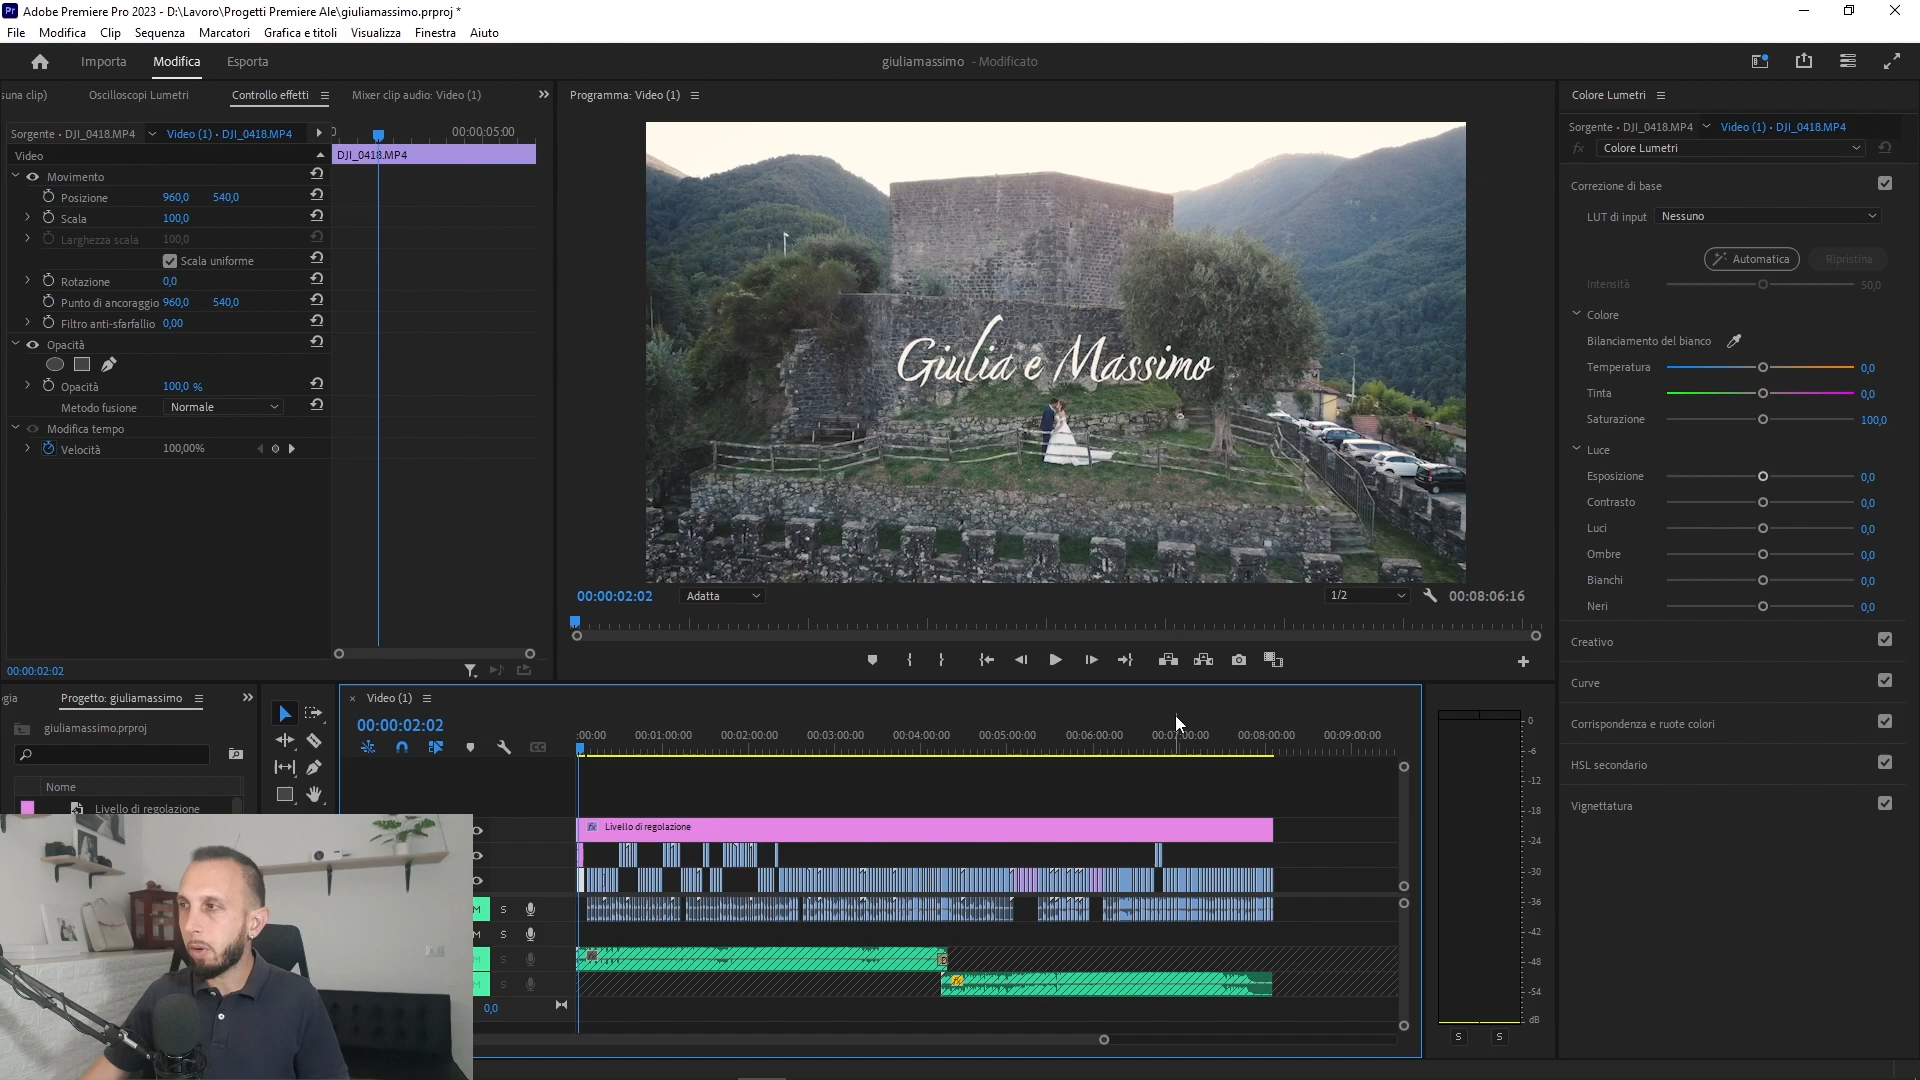 Adobe Premiere Pro 2023 - D:\Lavoro\Progetti Premiere Ale\giuliamassimo.prproj *
File Modifica Clip Sequenza Marcatori Grafica e titoli Visualizza Finestra Aiuto
Importa Modifica Esporta
giuliamassimo - Modificato
suna clip) Oscilloscopi Lumetri Controllo effetti Mixer clip audio: Video (1)
Sorgente • DJI_0418.MP4 Video (1) • DJI_0418.MP4
00:00:05:00
Video
DJI_0418.MP4
Movimento
Posizione 960,0 540,0
Scala 100,0
Larghezza scala 100,0
Scala uniforme
Rotazione 0,0
Punto di ancoraggio 960,0 540,0
Filtro anti-sfarfallio 0,00
Opacità
Opacità 100,0 %
Metodo fusione Normale
Modifica tempo
Velocità 100,00%
00:00:02:02
Programma: Video (1)
Giulia e Massimo
00:00:02:02 Adatta 1/2 00:08:06:16
Colore Lumetri
Sorgente • DJI_0418.MP4 Video (1) • DJI_0418.MP4
fx Colore Lumetri
Correzione di base
LUT di input Nessuno
Automatica Ripristina
Intensità 50,0
Colore
Bilanciamento del bianco
Temperatura 0,0
Tinta 0,0
Saturazione 100,0
Luce
Esposizione 0,0
Contrasto 0,0
Luci 0,0
Ombre 0,0
Bianchi 0,0
Neri 0,0
Creativo
Curve
Corrispondenza e ruote colori
HSL secondario
Vignettatura
gia Progetto: giuliamassimo
giuliamassimo.prproj
Nome
Livello di regolazione
× Video (1)
00:00:02:02
:00:00 00:01:00:00 00:02:00:00 00:03:00:00 00:04:00:00 00:05:00:00 00:06:00:00 00:07:00:00 00:08:00:00 00:09:00:00
fx Livello di regolazione
M S
M S
M S
M S
0,0
0
-6
-12
-18
-24
-30
-36
-42
-48
-54
dB
S S